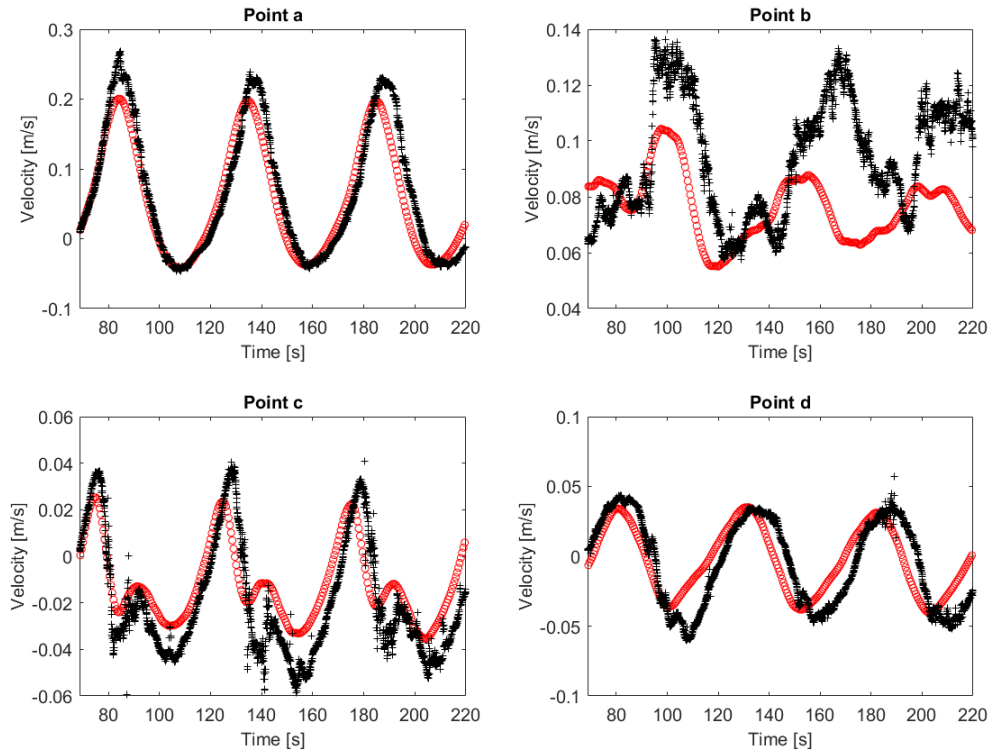 Point a
0.3
0.2
0.1
0
-0.1
Velocity [m/s]
80 100 120 140 160 180 200 220
Time [s]
Point b
0.14
0.12
0.1
0.08
0.06
0.04
Velocity [m/s]
80 100 120 140 160 180 200 220
Time [s]
Point c
0.06
0.04
0.02
0
-0.02
-0.04
-0.06
Velocity [m/s]
80 100 120 140 160 180 200 220
Time [s]
Point d
0.1
0.05
0
-0.05
-0.1
Velocity [m/s]
80 100 120 140 160 180 200 220
Time [s]